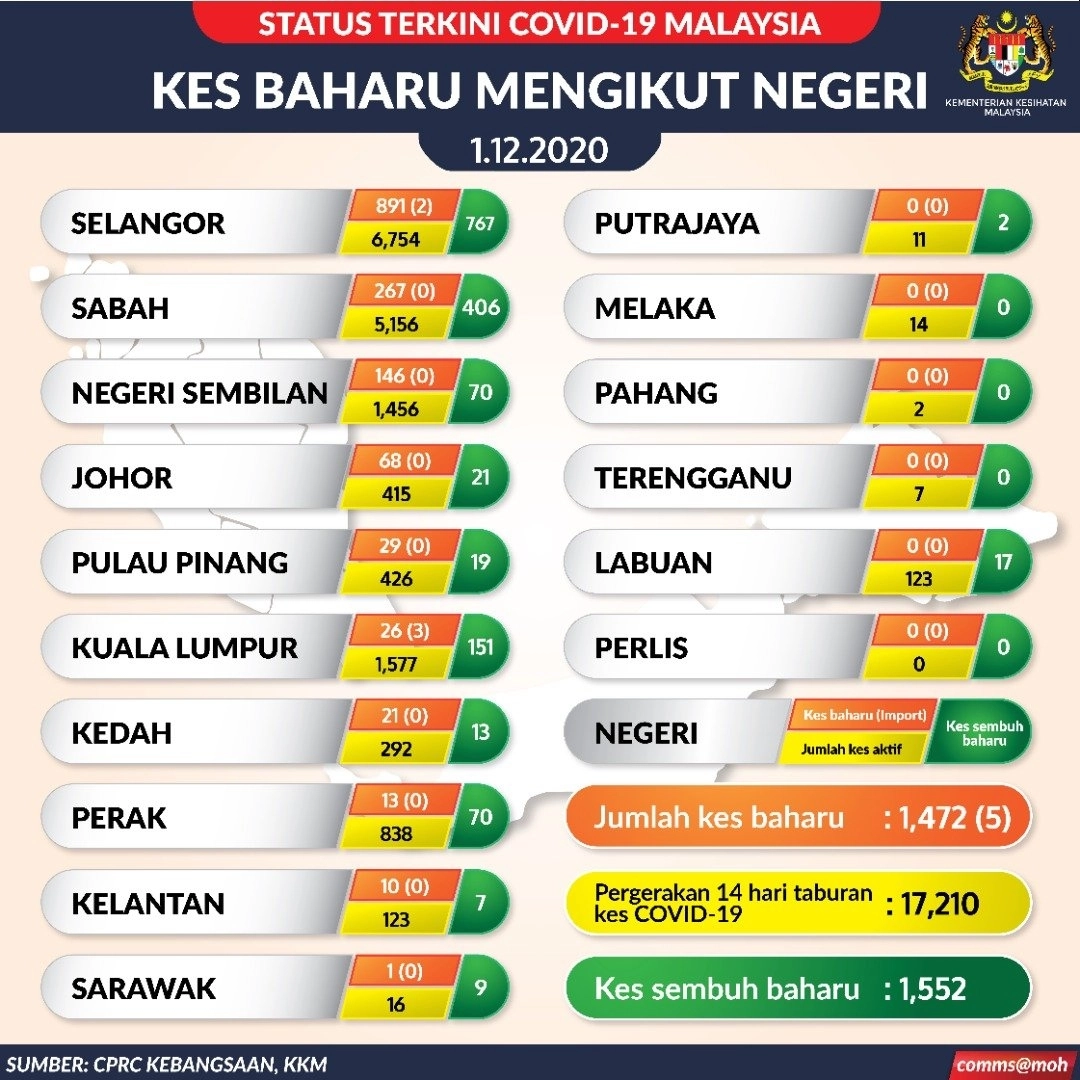 STATUS TERKINI COVID-19 MALAYSIA
KES BAHARU MENGIKUT NEGERI
KEMENTERIAN KESIHATAN
MALAYSIA
1.12.2020
SELANGOR
891 (2)
6,754
767
SABAH
267 (0)
5,156
406
NEGERI SEMBILAN
146 (0)
1,456
70
JOHOR
68 (0)
415
21
PULAU PINANG
29 (0)
426
19
KUALA LUMPUR
26 (3)
1,577
151
KEDAH
21 (0)
292
13
PERAK
13 (0)
838
70
KELANTAN
10 (0)
123
7
SARAWAK
1 (0)
16
9
PUTRAJAYA
0 (0)
11
2
MELAKA
0 (0)
14
0
PAHANG
0 (0)
2
0
TERENGGANU
0 (0)
7
0
LABUAN
0 (0)
123
17
PERLIS
0 (0)
0
0
NEGERI
Kes baharu (Import)
Jumlah kes aktif
Kes sembuh
baharu
Jumlah kes baharu : 1,472 (5)
Pergerakan 14 hari taburan
kes COVID-19 : 17,210
Kes sembuh baharu : 1,552
SUMBER: CPRC KEBANGSAAN, KKM
comms@moh